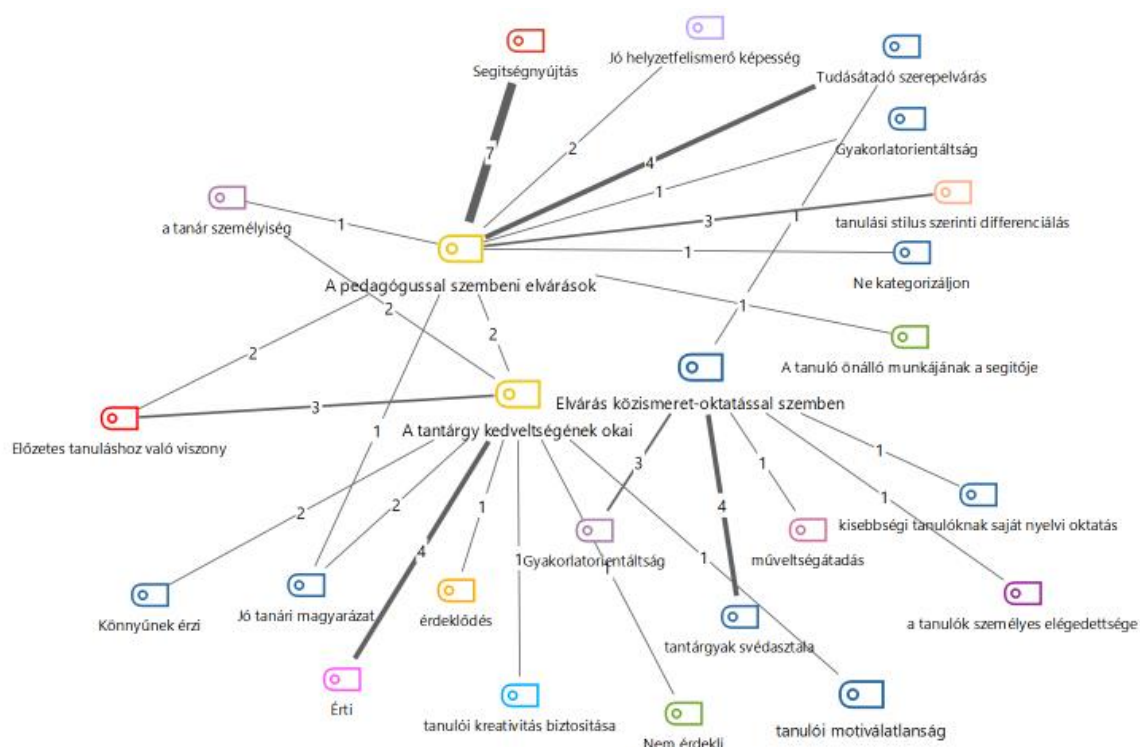 Segitségnyújtás
Jó helyzetfelismerő képesség
Tudásátadó szerepelvárás
7
2
4
1
Gyakorlatorientáltság
a tanár személyiség
1
3
1
tanulási stilus szerinti differenciálás
1
Ne kategorizáljon
A pedagógussal szembeni elvárások
2
2
1
2
A tanuló önálló munkájának a segitője
Előzetes tanuláshoz való viszony
3
A tantárgy kedveltségének okai
Elvárás közismeret-oktatással szemben
1
2
2
4
1
1
1
1
3
4
1
1
1
Gyakorlatorientáltság
műveltségátadás
kisebbségi tanulóknak saját nyelvi oktatás
Könnyűnek érzi
Jó tanári magyarázat
érdeklődés
tantárgyak svédasztala
a tanulók személyes elégedettsége
Érti
tanulói kreativitás biztositása
Nem érdekli
tanulói motiválatlanság